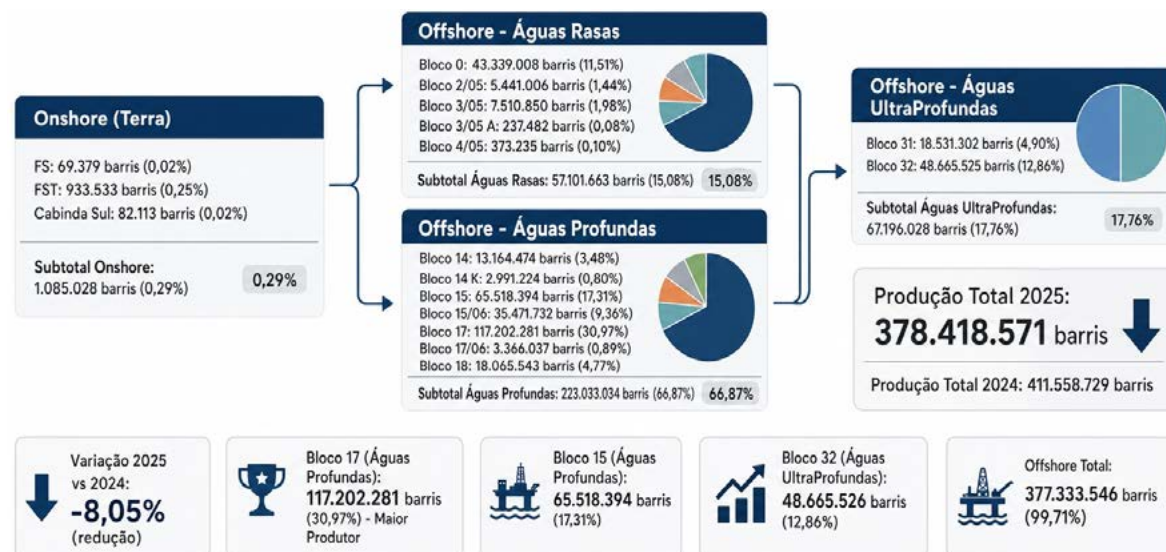 Onshore (Terra)
FS: 69.379 barris (0,02%)
FST: 933.533 barris (0,25%)
Cabinda Sul: 82.113 barris (0,02%)
Subtotal Onshore:
1.085.028 barris (0,29%)
0,29%
Offshore - Águas Rasas
Bloco 0: 43.339.008 barris (11,51%)
Bloco 2/05: 5.441.006 barris (1,44%)
Bloco 3/05: 7.510.850 barris (1,98%)
Bloco 3/05 A: 237.482 barris (0,08%)
Bloco 4/05: 373.235 barris (0,10%)
Subtotal Águas Rasas: 57.101.663 barris (15,08%)
15,08%
Offshore - Águas Profundas
Bloco 14: 13.164.474 barris (3,48%)
Bloco 14 K: 2.991.224 barris (0,80%)
Bloco 15: 65.518.394 barris (17,31%)
Bloco 15/06: 35.471.732 barris (9,36%)
Bloco 17: 117.202.281 barris (30,97%)
Bloco 17/06: 3.366.037 barris (0,89%)
Bloco 18: 18.065.543 barris (4,77%)
Subtotal Águas Profundas: 223.033.034 barris (66,87%)
66,87%
Offshore - Águas
UltraProfundas
Bloco 31: 18.531.302 barris (4,90%)
Bloco 32: 48.665.525 barris (12,86%)
Subtotal Águas UltraProfundas:
67.196.028 barris (17,76%)
17,76%
Produção Total 2025:
378.418.571 barris
Produção Total 2024: 411.558.729 barris
Variação 2025
vs 2024:
-8,05%
(redução)
Bloco 17 (Águas
Profundas):
117.202.281 barris
(30,97%) - Maior
Produtor
Bloco 15 (Águas
Profundas):
65.518.394 barris
(17,31%)
Bloco 32 (Águas
UltraProfundas):
48.665.526 barris
(12,86%)
Offshore Total:
377.333.546 barris
(99,71%)